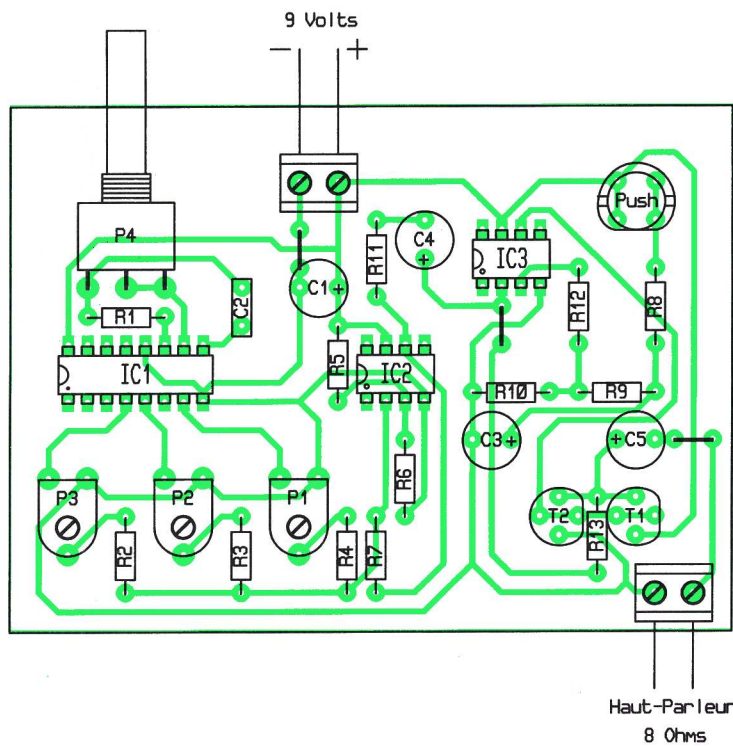 9 Volts
− +
P4
Push
C4
R11
IC3
C1 +
+
C2
R12
R8
R1
R5
IC1
IC2
R10
R9
C3 +
+ C5
R6
P3
P2
P1
T2
T1
R13
R2
R3
R4
R7
Haut-Parleur
8 Ohms